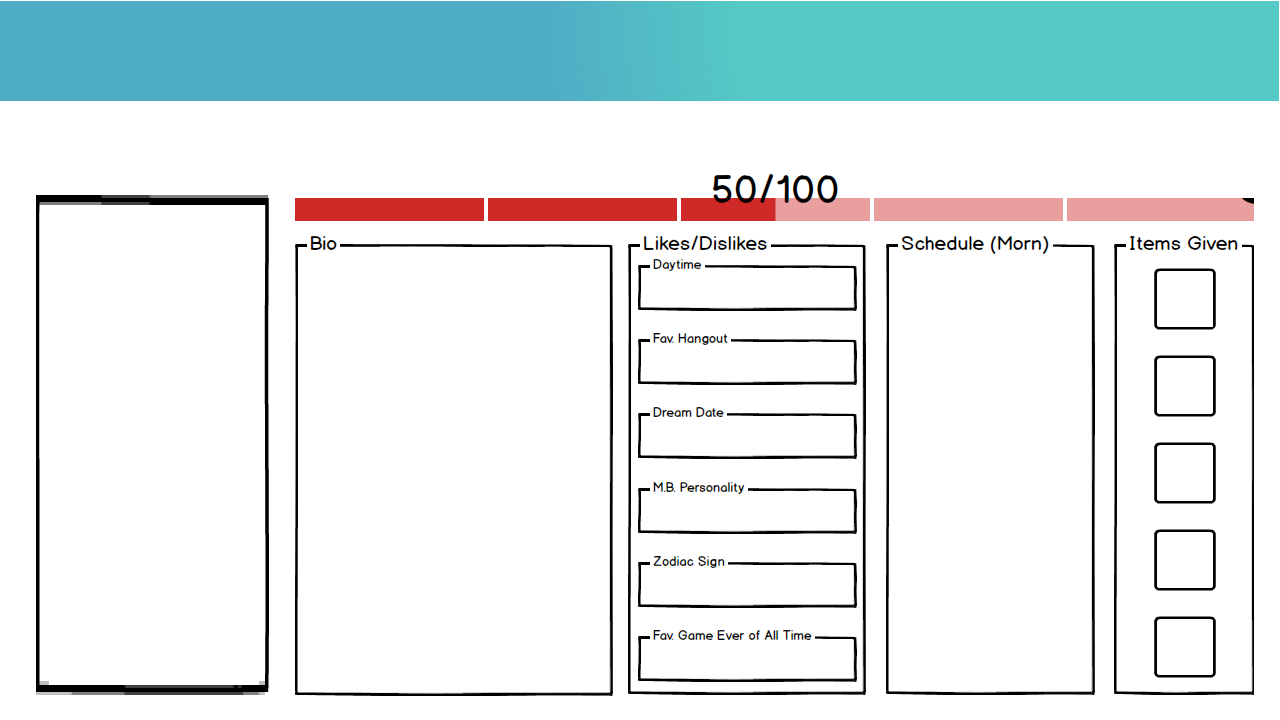 50/100
Bio
Likes/Dislikes
Daytime
Fav. Hangout
Dream Date
M.B. Personality
Zodiac Sign
Fav. Game Ever of All Time
Schedule (Morn)
Items Given